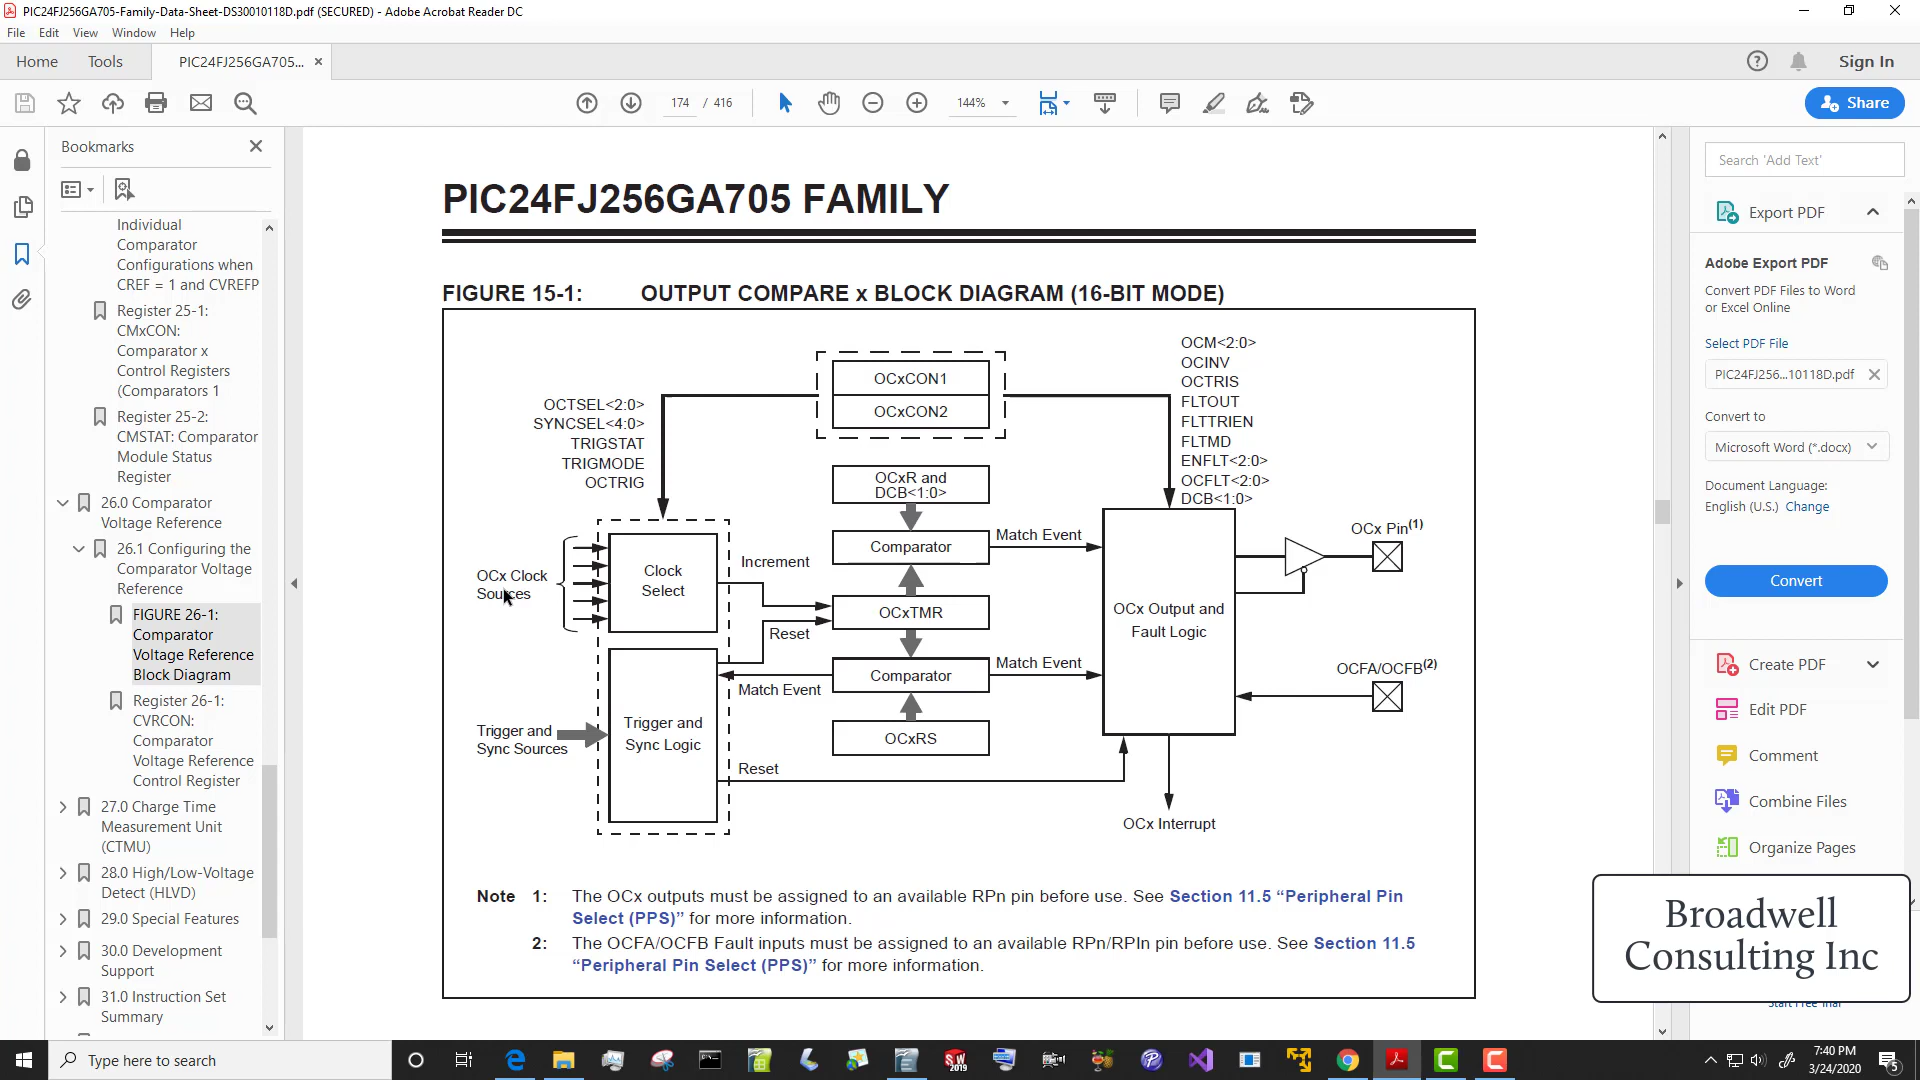 PIC24FJ256GA705-Family-Data-Sheet-DS30010118D.pdf (SECURED) - Adobe Acrobat Reader DC
File Edit View Window Help
Home Tools PIC24FJ256GA705... × Sign In
174 / 416 144% Share
Bookmarks
Individual
Comparator
Configurations when
CREF = 1 and CVREFP
Register 25-1:
CMxCON:
Comparator x
Control Registers
(Comparators 1
Register 25-2:
CMSTAT: Comparator
Module Status
Register
26.0 Comparator
Voltage Reference
26.1 Configuring the
Comparator Voltage
Reference
FIGURE 26-1:
Comparator
Voltage Reference
Block Diagram
Register 26-1:
CVRCON:
Comparator
Voltage Reference
Control Register
27.0 Charge Time
Measurement Unit
(CTMU)
28.0 High/Low-Voltage
Detect (HLVD)
29.0 Special Features
30.0 Development
Support
31.0 Instruction Set
Summary
PIC24FJ256GA705 FAMILY
FIGURE 15-1: OUTPUT COMPARE x BLOCK DIAGRAM (16-BIT MODE)
OCxCON1
OCxCON2
OCTSEL<2:0>
SYNCSEL<4:0>
TRIGSTAT
TRIGMODE
OCTRIG
OCM<2:0>
OCINV
OCTRIS
FLTOUT
FLTTRIEN
FLTMD
ENFLT<2:0>
OCFLT<2:0>
DCB<1:0>
OCxR and
DCB<1:0>
Comparator
Match Event
OCx Pin(1)
OCx Clock
Sources
Clock
Select
Increment
OCxTMR
Reset
OCx Output and
Fault Logic
Comparator
Match Event
Match Event
OCFA/OCFB(2)
Trigger and
Sync Sources
Trigger and
Sync Logic
OCxRS
Reset
OCx Interrupt
Note 1: The OCx outputs must be assigned to an available RPn pin before use. See Section 11.5 “Peripheral Pin
Select (PPS)” for more information.
2: The OCFA/OCFB Fault inputs must be assigned to an available RPn/RPIn pin before use. See Section 11.5
“Peripheral Pin Select (PPS)” for more information.
Search 'Add Text'
Export PDF
Adobe Export PDF
Convert PDF Files to Word
or Excel Online
Select PDF File
PIC24FJ256...10118D.pdf
Convert to
Microsoft Word (*.docx)
Document Language:
English (U.S.) Change
Convert
Create PDF
Edit PDF
Comment
Combine Files
Organize Pages
Broadwell
Consulting Inc
Start Free Trial
Type here to search
SW
2019
7:40 PM
3/24/2020
5